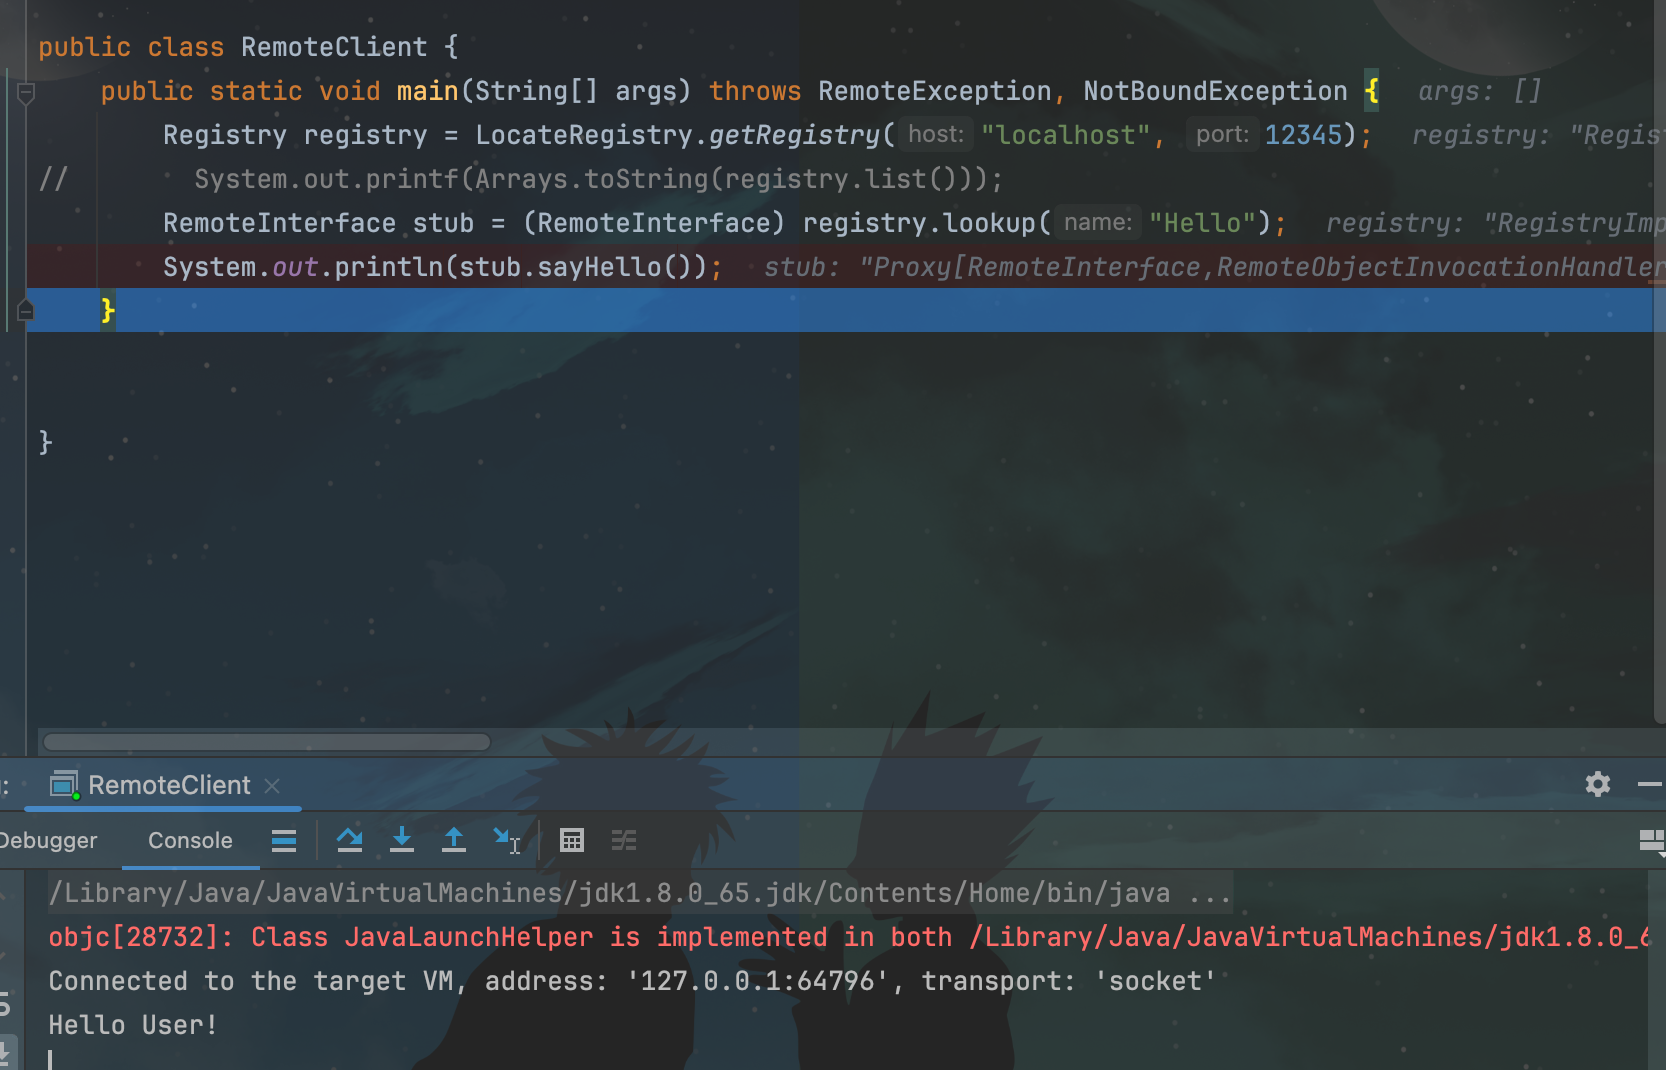 public class RemoteClient {
public static void main(String[] args) throws RemoteException, NotBoundException { args: []
Registry registry = LocateRegistry.getRegistry( host: "localhost", port: 12345); registry: "Regis
// System.out.printf(Arrays.toString(registry.list()));
RemoteInterface stub = (RemoteInterface) registry.lookup( name: "Hello"); registry: "RegistryImp
System.out.println(stub.sayHello()); stub: "Proxy[RemoteInterface,RemoteObjectInvocationHandler
}
}
RemoteClient
Debugger Console
/Library/Java/JavaVirtualMachines/jdk1.8.0_65.jdk/Contents/Home/bin/java ...
objc[28732]: Class JavaLaunchHelper is implemented in both /Library/Java/JavaVirtualMachines/jdk1.8.0_6
Connected to the target VM, address: '127.0.0.1:64796', transport: 'socket'
Hello User!